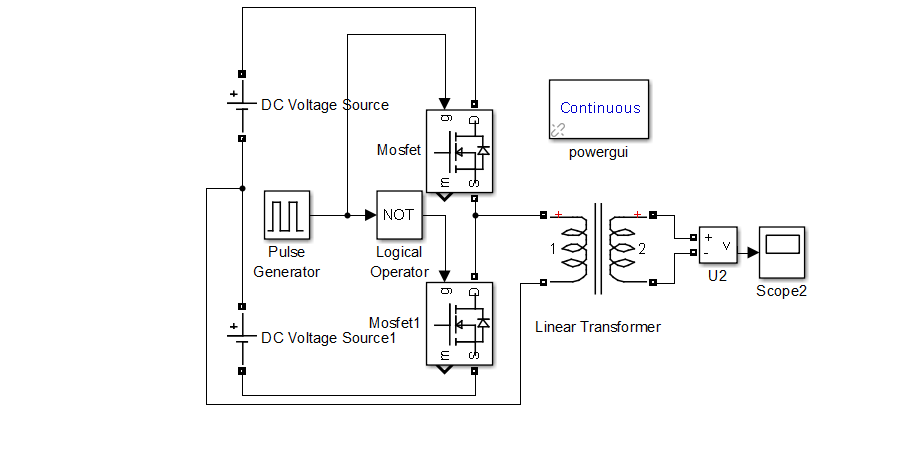 +
DC Voltage Source
g
D
Mosfet
m
S
Continuous
powergui
Pulse
Generator
NOT
Logical
Operator
+
+
1
2
Linear Transformer
+
-
v
U2
Scope2
+
DC Voltage Source1
g
D
Mosfet1
m
S